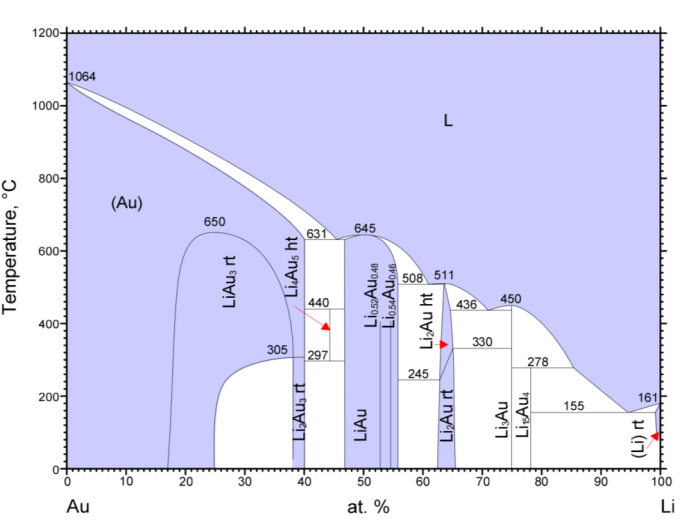 1200
1000
800
600
400
200
0
Temperature, °C
1064
L
(Au)
650
631
645
LiAu₃ rt
Li₄Au₅ ht
440
305
297
Li₂Au₃ rt
LiAu
Li₀.₅₂Au₀.₄₈
Li₀.₅₄Au₀.₄₆
508
511
Li₂Au ht
436
450
330
245
278
Li₂Au rt
Li₃Au
Li₁₅Au₄
155
161
(Li) rt
0 10 20 30 40 50 60 70 80 90 100
Au at. % Li